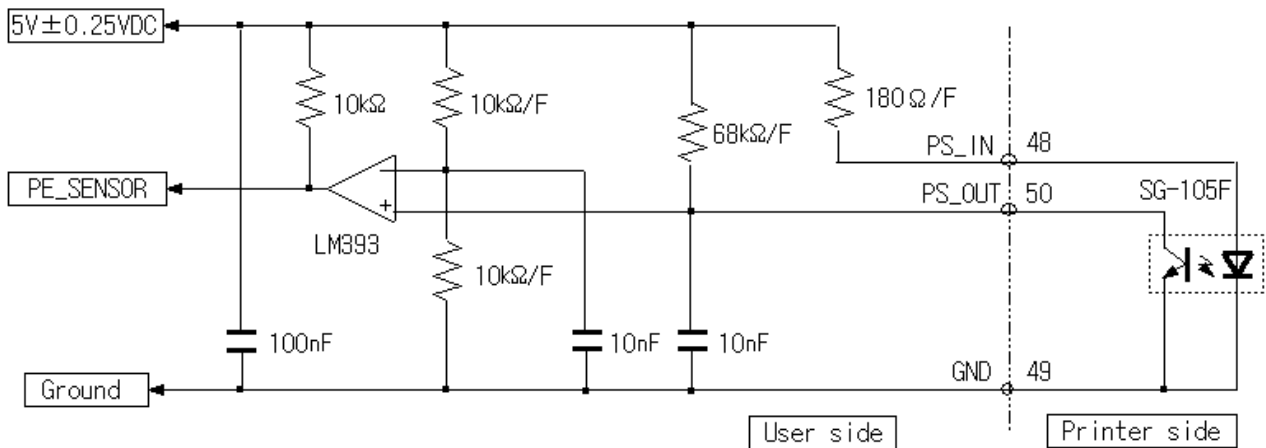 5V±0.25VDC
10kΩ
10kΩ/F
68kΩ/F
180Ω/F
PS_IN
48
PE_SENSOR
PS_OUT
50
SG-105F
+
LM393
10kΩ/F
100nF
10nF
10nF
Ground
GND
49
User side
Printer side